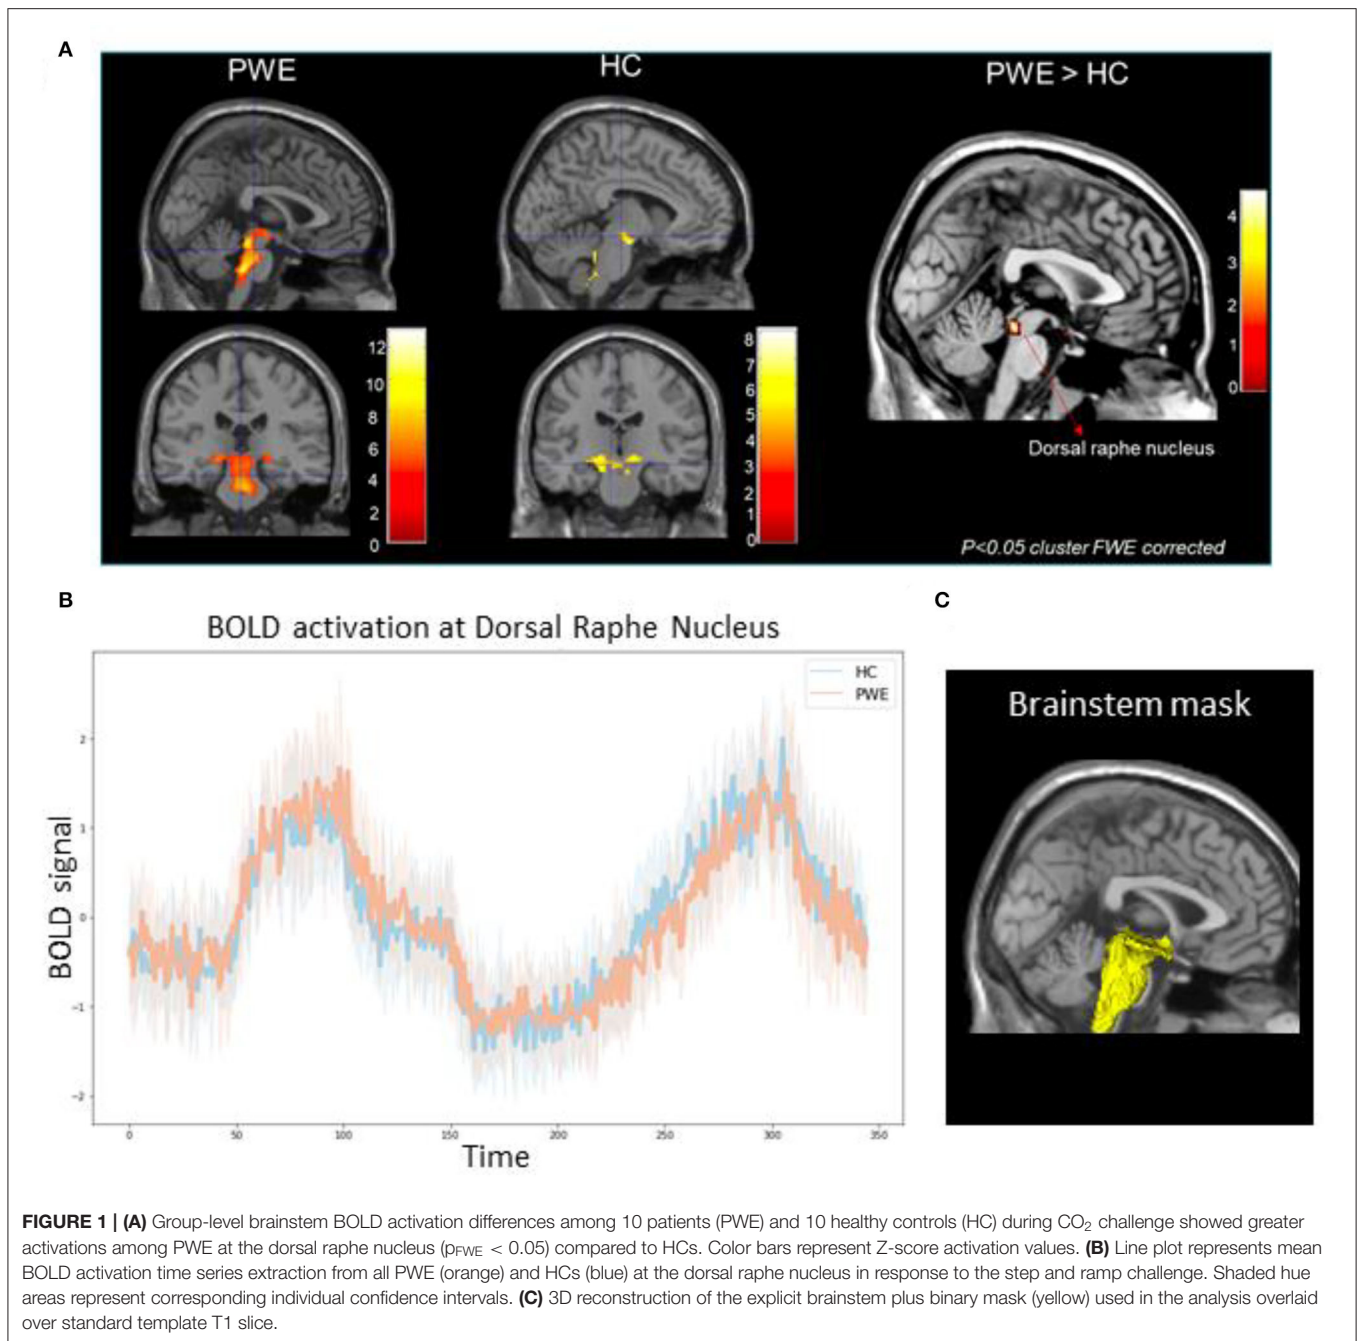 A
PWE
HC
PWE > HC
12
10
8
6
4
2
0
8
7
6
5
4
3
2
1
0
4
3
2
1
0
Dorsal raphe nucleus
P<0.05 cluster FWE corrected
B
BOLD activation at Dorsal Raphe Nucleus
HC
PWE
BOLD signal
2
1
0
−1
−2
0
50
100
150
200
250
300
350
Time
C
Brainstem mask
FIGURE 1 | (A) Group-level brainstem BOLD activation differences among 10 patients (PWE) and 10 healthy controls (HC) during CO₂ challenge showed greater
activations among PWE at the dorsal raphe nucleus (pFWE < 0.05) compared to HCs. Color bars represent Z-score activation values. (B) Line plot represents mean
BOLD activation time series extraction from all PWE (orange) and HCs (blue) at the dorsal raphe nucleus in response to the step and ramp challenge. Shaded hue
areas represent corresponding individual confidence intervals. (C) 3D reconstruction of the explicit brainstem plus binary mask (yellow) used in the analysis overlaid
over standard template T1 slice.